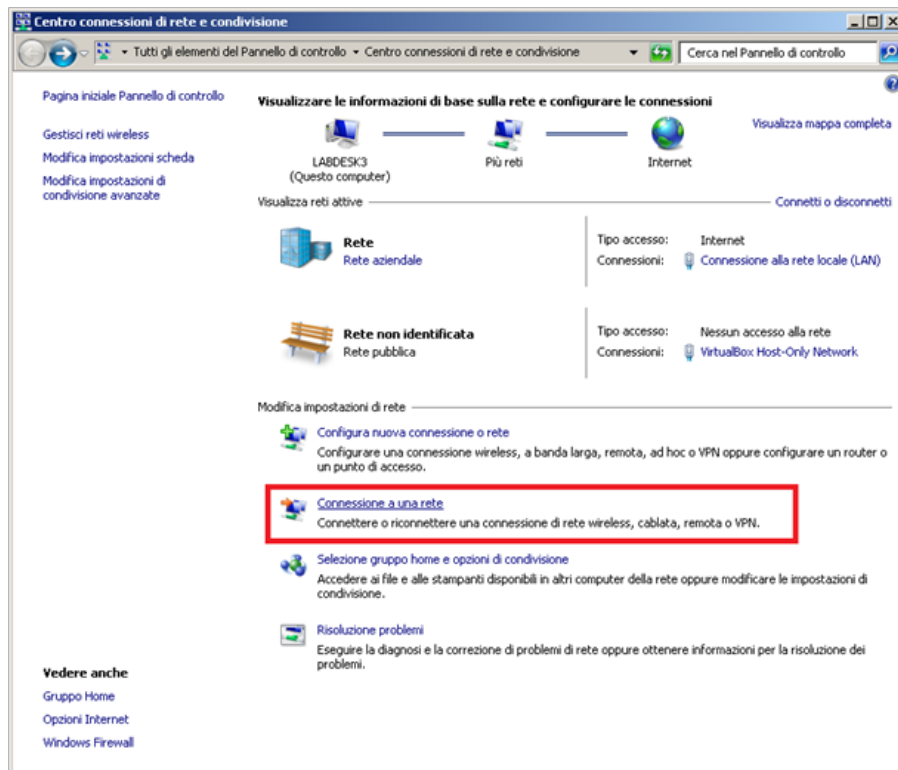 Centro connessioni di rete e condivisione
Tutti gli elementi del Pannello di controllo
Centro connessioni di rete e condivisione
Cerca nel Pannello di controllo
Pagina iniziale Pannello di controllo
Gestisci reti wireless
Modifica impostazioni scheda
Modifica impostazioni di
condivisione avanzate
Visualizzare le informazioni di base sulla rete e configurare le connessioni
Visualizza mappa completa
LABDESK3
(Questo computer)
Più reti
Internet
Visualizza reti attive
Connetti o disconnetti
Rete
Rete aziendale
Tipo accesso: Internet
Connessioni: Connessione alla rete locale (LAN)
Rete non identificata
Rete pubblica
Tipo accesso: Nessun accesso alla rete
Connessioni: VirtualBox Host-Only Network
Modifica impostazioni di rete
Configura nuova connessione o rete
Configurare una connessione wireless, a banda larga, remota, ad hoc o VPN oppure configurare un router o
un punto di accesso.
Connessione a una rete
Connettere o riconnettere una connessione di rete wireless, cablata, remota o VPN.
Selezione gruppo home e opzioni di condivisione
Accedere ai file e alle stampanti disponibili in altri computer della rete oppure modificare le impostazioni di
condivisione.
Risoluzione problemi
Eseguire la diagnosi e la correzione di problemi di rete oppure ottenere informazioni per la risoluzione dei
problemi.
Vedere anche
Gruppo Home
Opzioni Internet
Windows Firewall